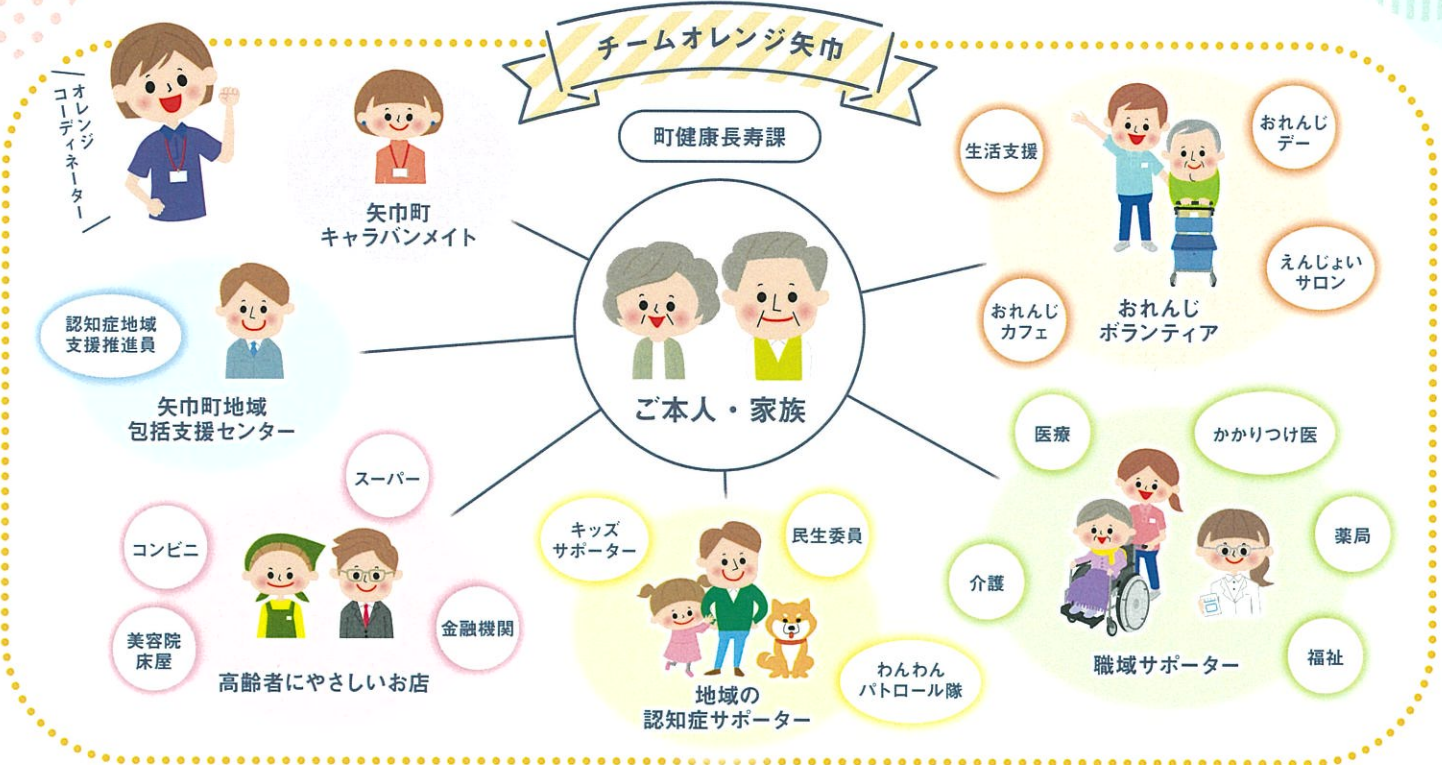 チームオレンジ矢巾
オレンジ
コーディネーター
矢巾町
キャラバンメイト
町健康長寿課
生活支援
おれんじ
デー
えんじょい
サロン
おれんじ
カフェ
おれんじ
ボランティア
認知症地域
支援推進員
矢巾町地域
包括支援センター
ご本人・家族
スーパー
コンビニ
美容院
床屋
金融機関
高齢者にやさしいお店
キッズ
サポーター
民生委員
わんわん
パトロール隊
地域の
認知症サポーター
医療
かかりつけ医
薬局
介護
福祉
職域サポーター